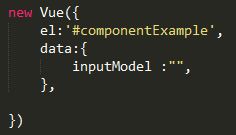 new Vue({
    el:'#componentExample',
    data:{
        inputModel :"",
    },

})